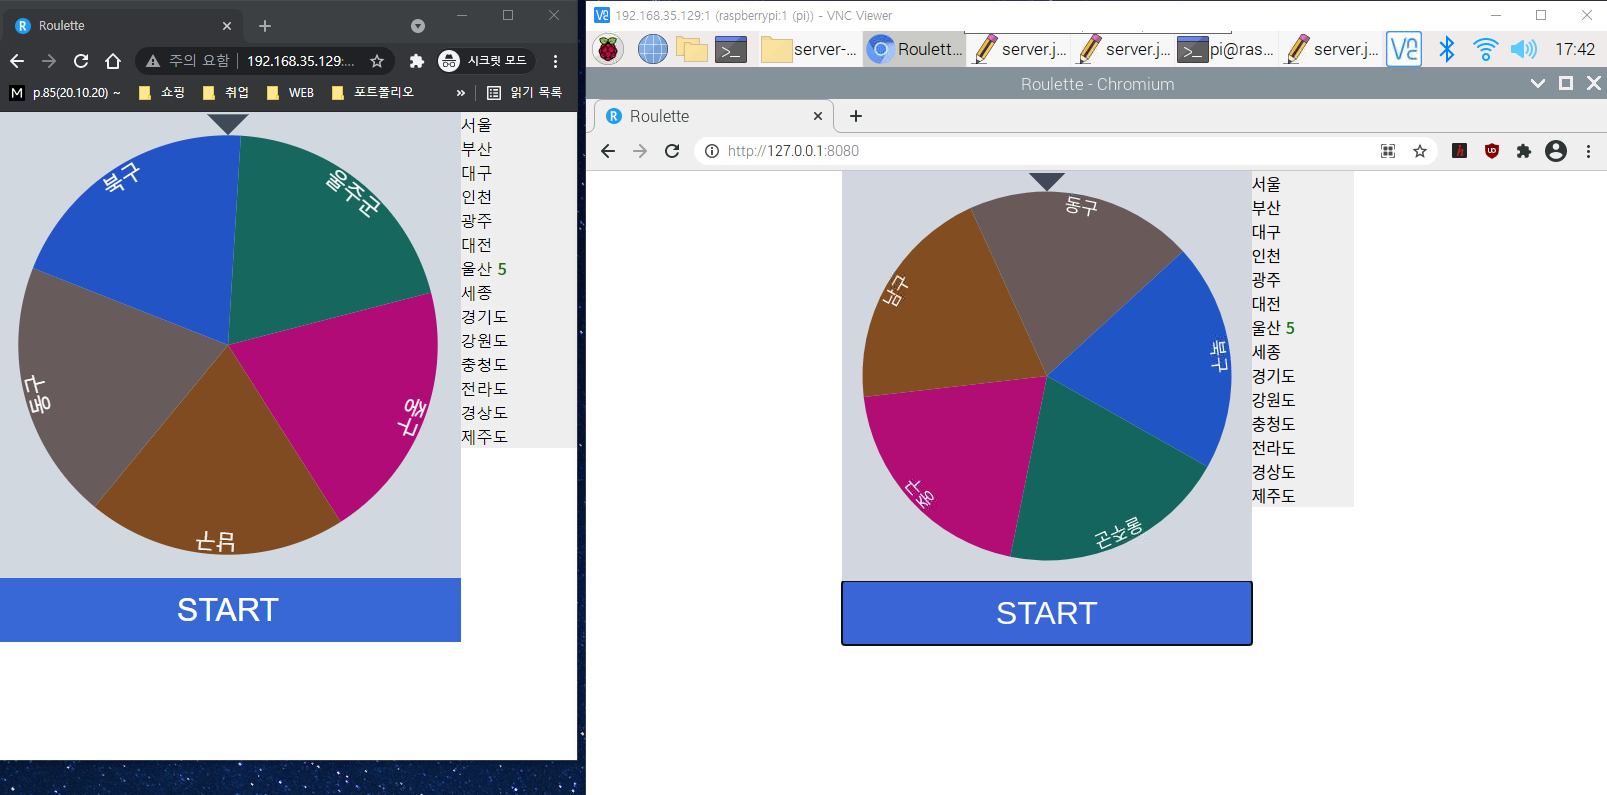 Roulette
주의 요함 192.168.35.129:...
시크릿 모드
M p.85(20.10.20) ~ 쇼핑 취업 WEB 포트폴리오 » 읽기 목록
북구
울주군
동구
중구
남구
START
서울
부산
대구
인천
광주
대전
울산 5
세종
경기도
강원도
충청도
전라도
경상도
제주도
192.168.35.129:1 (raspberrypi:1 (pi)) - VNC Viewer
server-... Roulett... server.j... server.j... pi@ras... server.j... 17:42
Roulette - Chromium
Roulette
http://127.0.0.1:8080
동구
남구
북구
중구
울주군
START
서울
부산
대구
인천
광주
대전
울산 5
세종
경기도
강원도
충청도
전라도
경상도
제주도